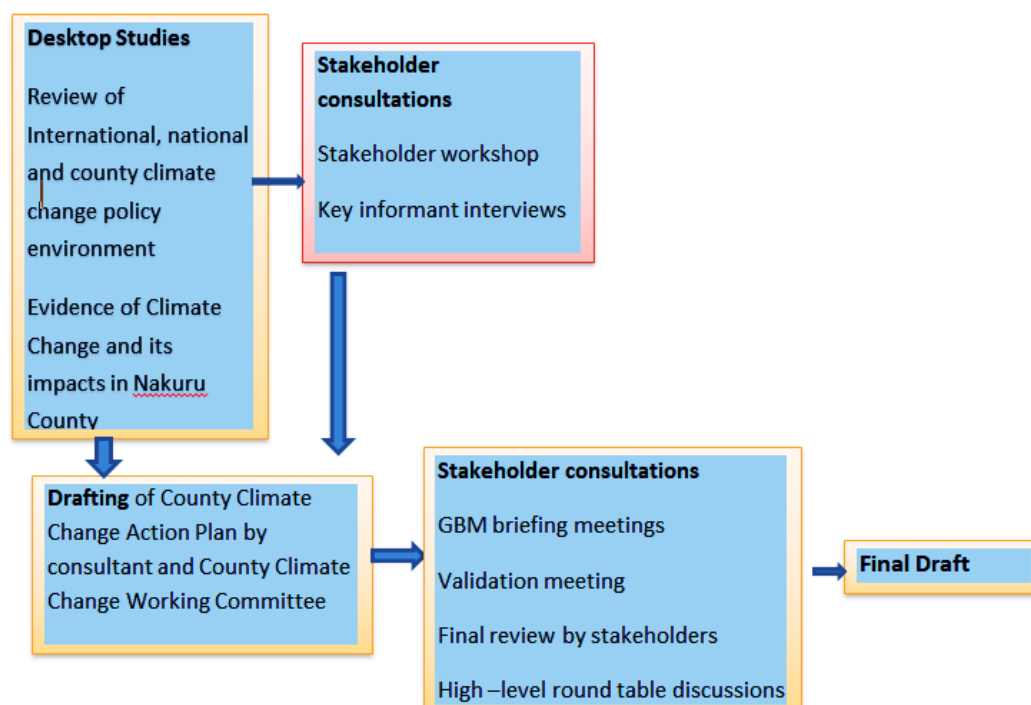 Desktop Studies
Review of
International, national
and county climate
change policy
environment
Evidence of Climate
Change and its
impacts in Nakuru
County
Stakeholder
consultations
Stakeholder workshop
Key informant interviews
Drafting of County Climate
Change Action Plan by
consultant and County Climate
Change Working Committee
Stakeholder consultations
GBM briefing meetings
Validation meeting
Final review by stakeholders
High –level round table discussions
Final Draft